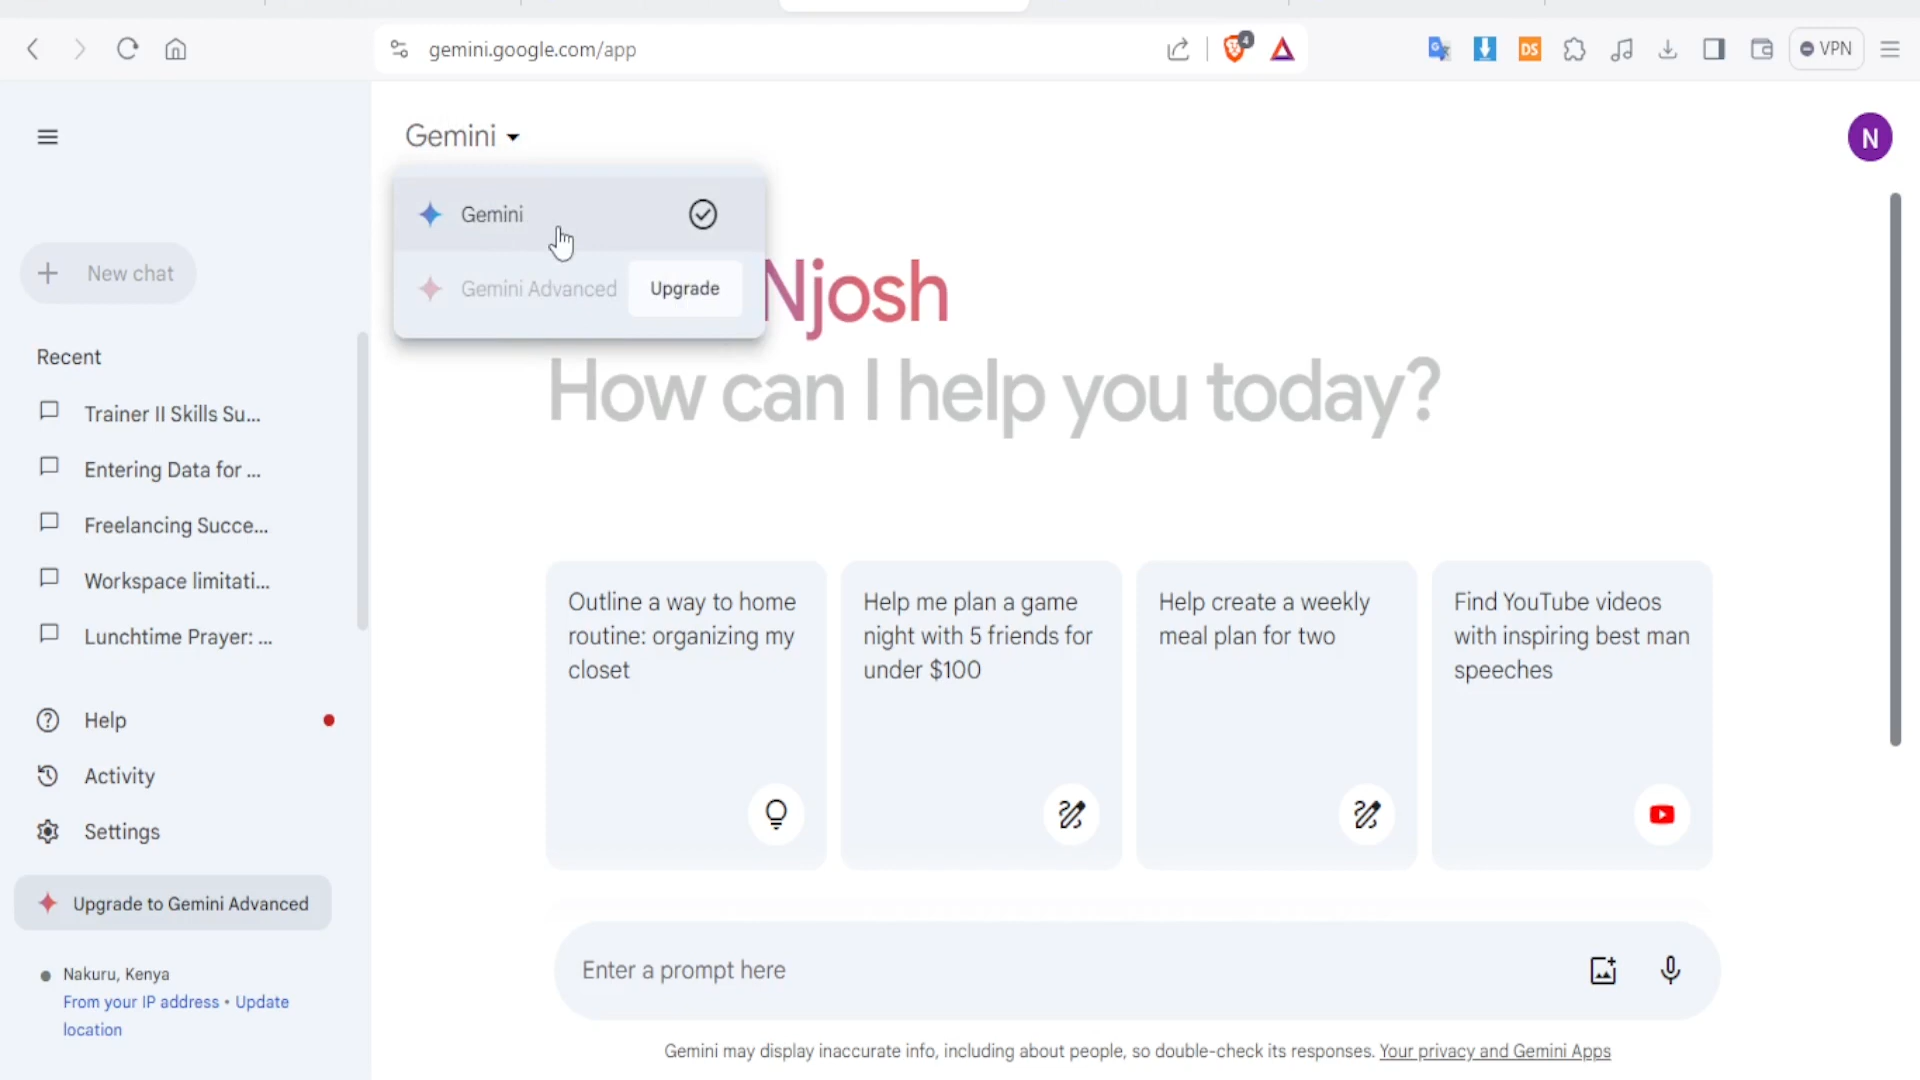 gemini.google.com/app
4
DS
VPN
Gemini
N
Gemini
Gemini Advanced
Upgrade
New chat
Njosh
How can I help you today?
Recent
Trainer II Skills Su...
Entering Data for ...
Freelancing Succe...
Workspace limitati...
Lunchtime Prayer: ...
Outline a way to home
routine: organizing my
closet
Help me plan a game
night with 5 friends for
under $100
Help create a weekly
meal plan for two
Find YouTube videos
with inspiring best man
speeches
Help
Activity
Settings
Upgrade to Gemini Advanced
Nakuru, Kenya
From your IP address • Update
location
Enter a prompt here
Gemini may display inaccurate info, including about people, so double-check its responses. Your privacy and Gemini Apps